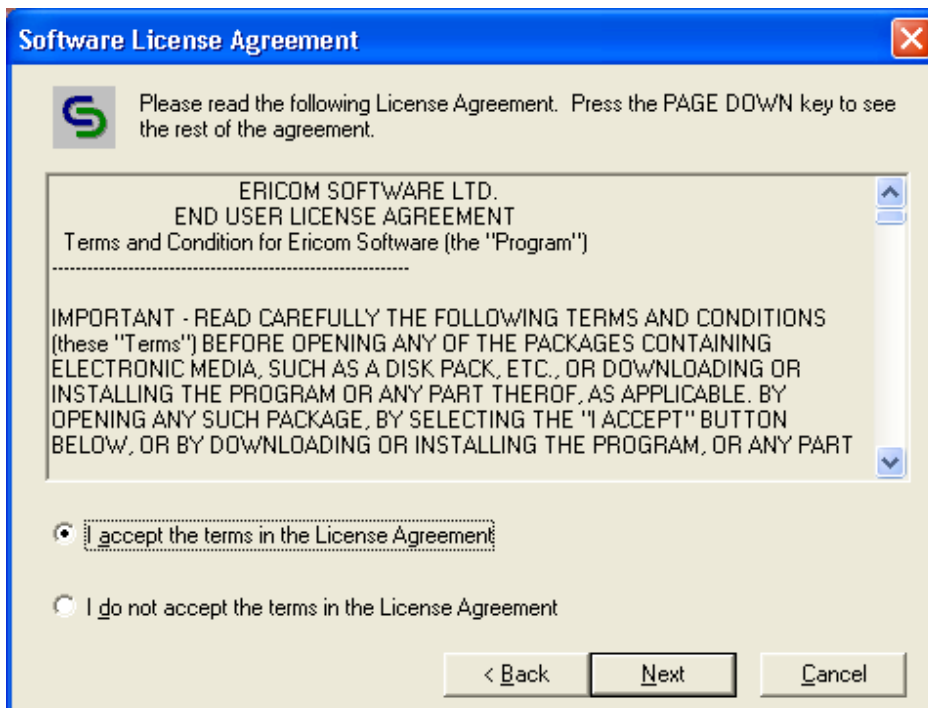 Software License Agreement
Please read the following License Agreement.  Press the PAGE DOWN key to see
the rest of the agreement.
ERICOM SOFTWARE LTD.
END USER LICENSE AGREEMENT
Terms and Condition for Ericom Software (the "Program")
------------------------------------------------------------
IMPORTANT - READ CAREFULLY THE FOLLOWING TERMS AND CONDITIONS
(these "Terms") BEFORE OPENING ANY OF THE PACKAGES CONTAINING
ELECTRONIC MEDIA, SUCH AS A DISK PACK, ETC., OR DOWNLOADING OR
INSTALLING THE PROGRAM OR ANY PART THEROF, AS APPLICABLE. BY
OPENING ANY SUCH PACKAGE, BY SELECTING THE "I ACCEPT" BUTTON
BELOW, OR BY DOWNLOADING OR INSTALLING THE PROGRAM, OR ANY PART
I accept the terms in the License Agreement
I do not accept the terms in the License Agreement
< Back
Next
Cancel